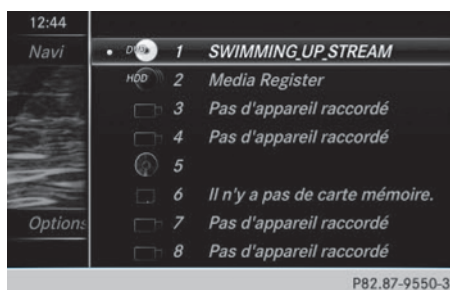 12:44
Navi
• DVD 1 SWIMMING_UP_STREAM
HDD 2 Media Register
3 Pas d'appareil raccordé
4 Pas d'appareil raccordé
5
6 Il n'y a pas de carte mémoire.
Options 7 Pas d'appareil raccordé
8 Pas d'appareil raccordé
P82.87-9550-3